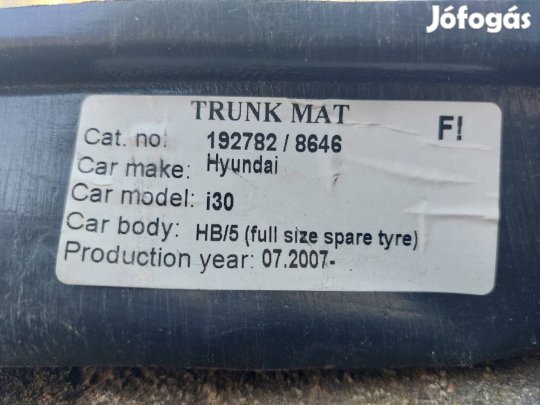 Jófogás
TRUNK MAT
F!
Cat. no: 192782 / 8646
Car make: Hyundai
Car model: i30
Car body: HB/5 (full size spare tyre)
Production year: 07.2007-